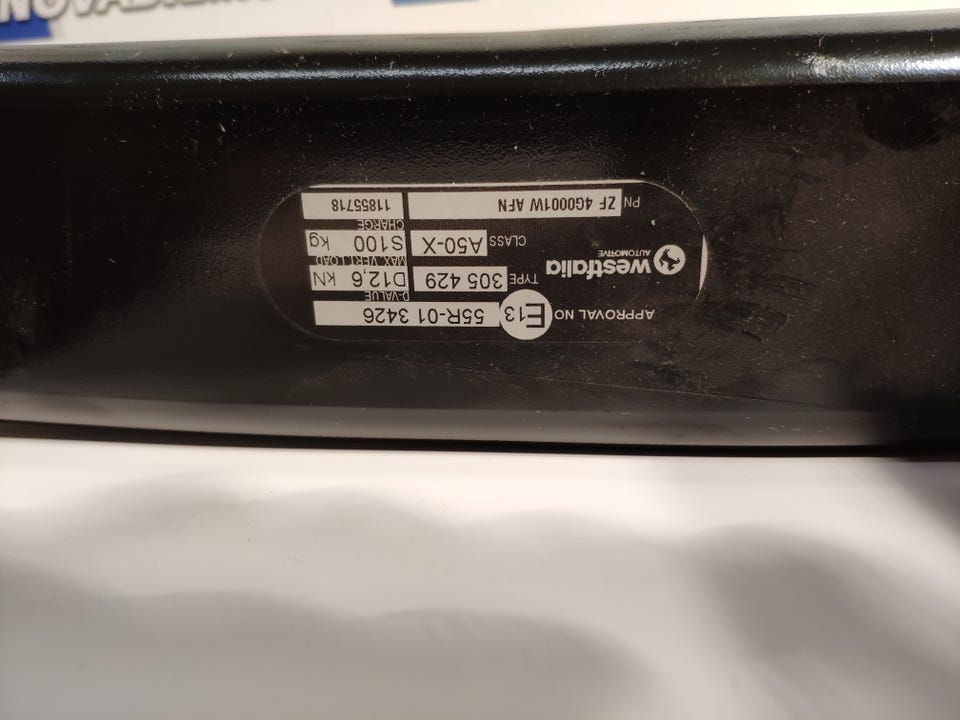 APPROVAL NO E13 55R-01 3426
westfalia
AUTOMOTIVE
TYPE 305 429
D-VALUE
D12,6 kN
CLASS A50-X
MAX. VERT. LOAD
S100 kg
CHARGE
PN ZF 4G0001W AFN 11855718